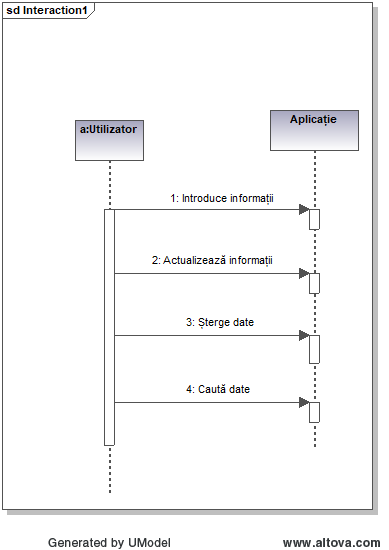 sd Interaction1
Aplicație
a:Utilizator
1: Introduce informații
2: Actualizează informații
3: Șterge date
4: Caută date
Generated by UModel
www.altova.com